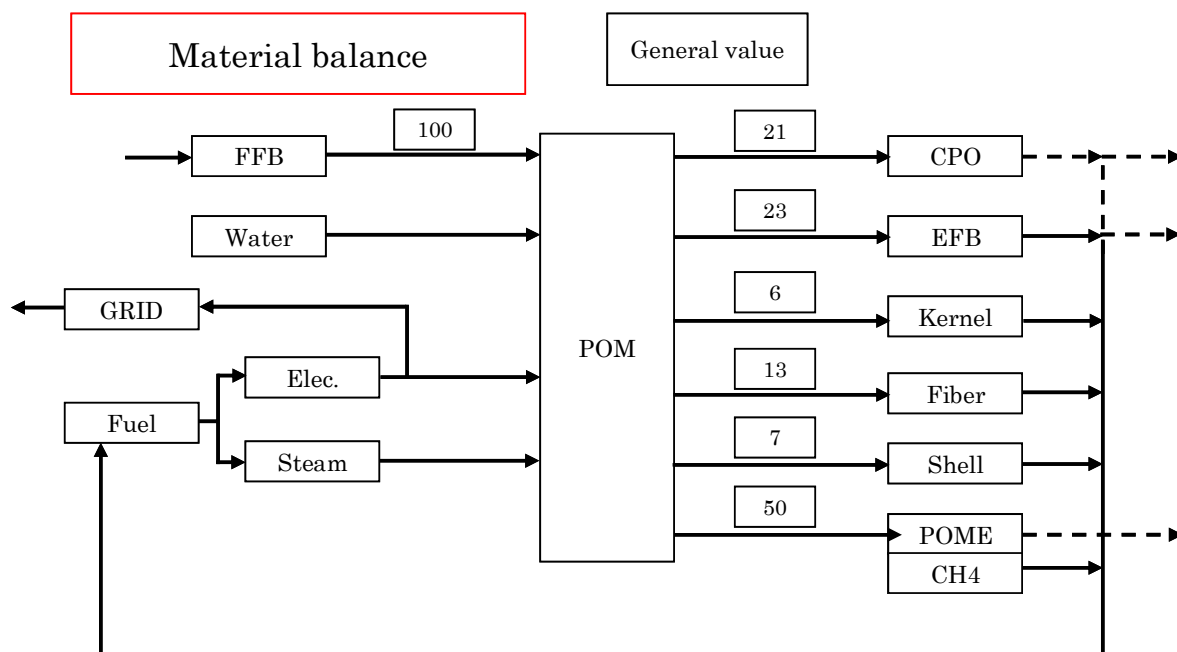 Material balance
General value
100
21
FFB
CPO
23
Water
EFB
6
GRID
Kernel
POM
13
Elec.
Fiber
Fuel
7
Steam
Shell
50
POME
CH4